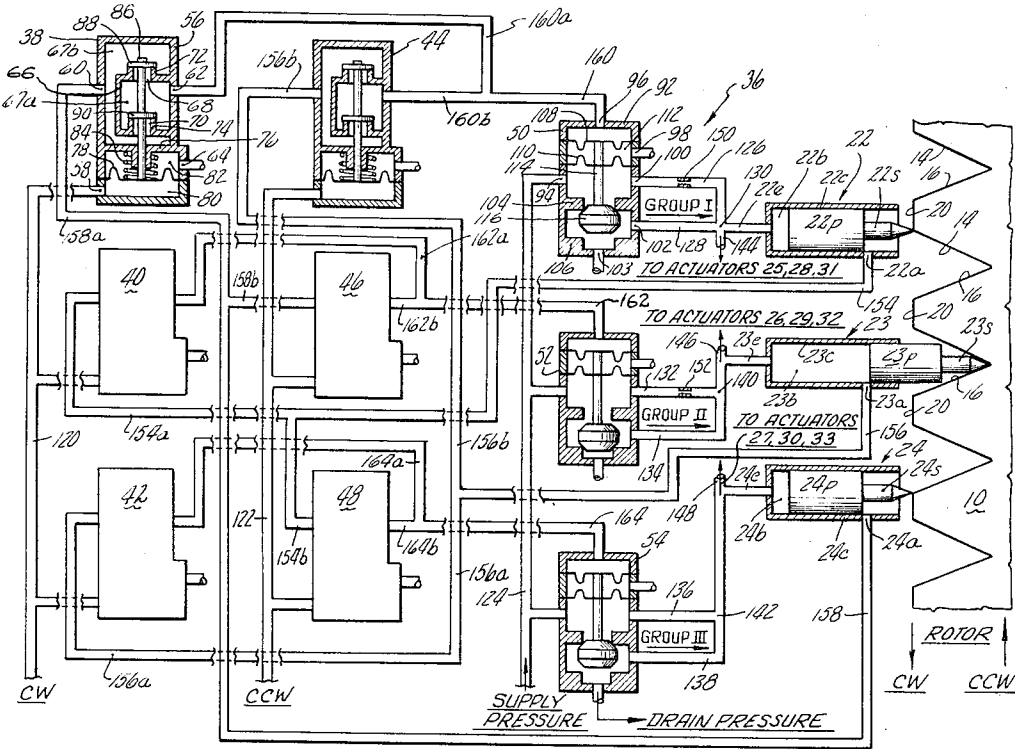 86
88
56
38
67b
72
60
62
66
68
67a
90
70
74
84
76
78
64
58
82
80
158a
156b
44
160a
160
160b
96
92
36
108
112
50
98
150
110
100
126
114
94
130
22e
104
GROUP I
116
102
128
144
106
103
TO ACTUATORS 25,28,31
22b
22
22c
22s
22p
20
22a
154
14
16
14
16
20
40
46
162a
158b
162b
162
TO ACTUATORS 26,29,32
146
23e
23
23c
23p
23s
23b
23a
16
20
52
132
152
140
GROUP II
134
TO ACTUATORS
27,30,33
156
120
154a
156b
164a
42
122
48
154b
164b
164
156a
124
148
24e
24
24p
24s
24b
24c
24a
10
54
136
142
GROUP III
138
158
156a
CW
CCW
SUPPLY
PRESSURE
DRAIN PRESSURE
ROTOR
CW
CCW